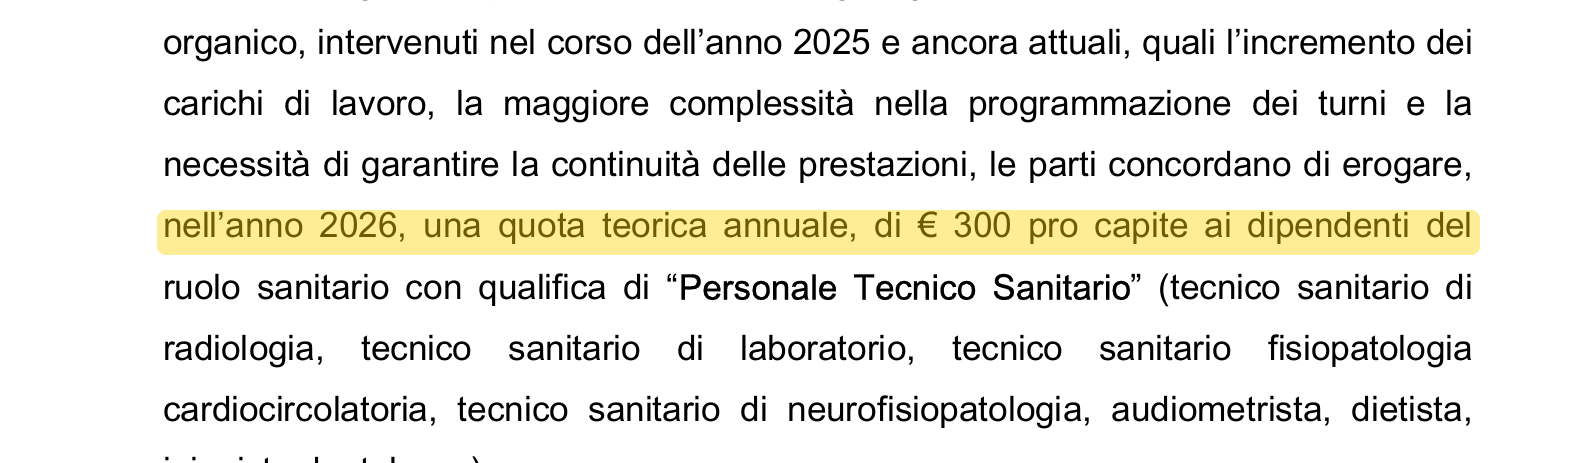 organico, intervenuti nel corso dell’anno 2025 e ancora attuali, quali l’incremento dei
carichi di lavoro, la maggiore complessità nella programmazione dei turni e la
necessità di garantire la continuità delle prestazioni, le parti concordano di erogare,
nell’anno 2026, una quota teorica annuale, di € 300 pro capite ai dipendenti del
ruolo sanitario con qualifica di “Personale Tecnico Sanitario” (tecnico sanitario di
radiologia, tecnico sanitario di laboratorio, tecnico sanitario fisiopatologia
cardiocircolatoria, tecnico sanitario di neurofisiopatologia, audiometrista, dietista,